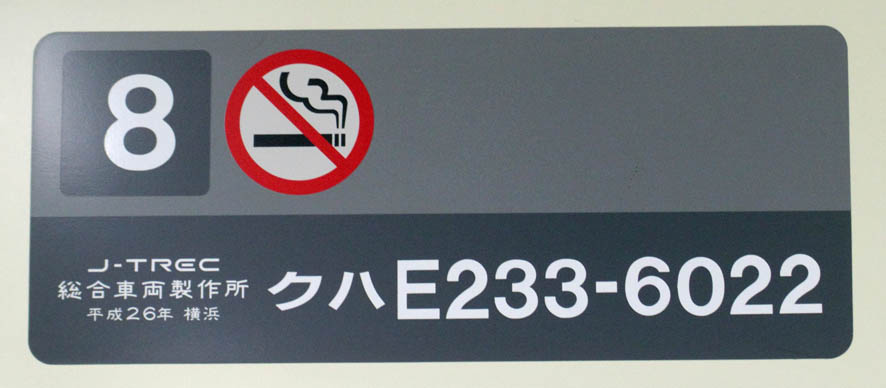 8
J-TREC
総合車両製作所
平成26年 横浜
クハE233-6022